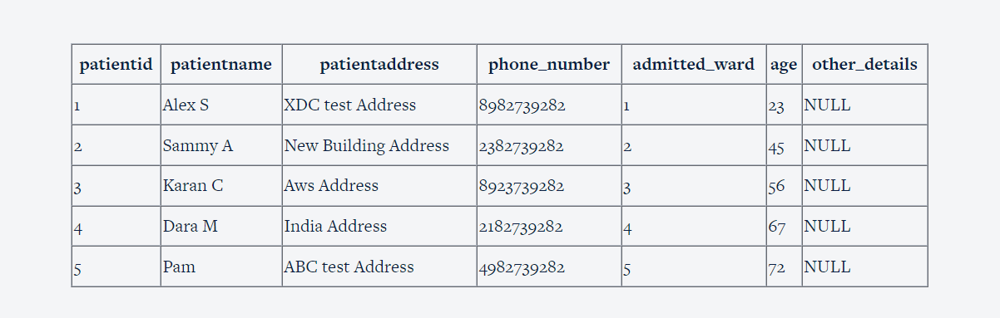 patientid patientname patientaddress phone_number admitted_ward age other_details
1 Alex S XDC test Address 8982739282 1 23 NULL
2 Sammy A New Building Address 2382739282 2 45 NULL
3 Karan C Aws Address 8923739282 3 56 NULL
4 Dara M India Address 2182739282 4 67 NULL
5 Pam ABC test Address 4982739282 5 72 NULL